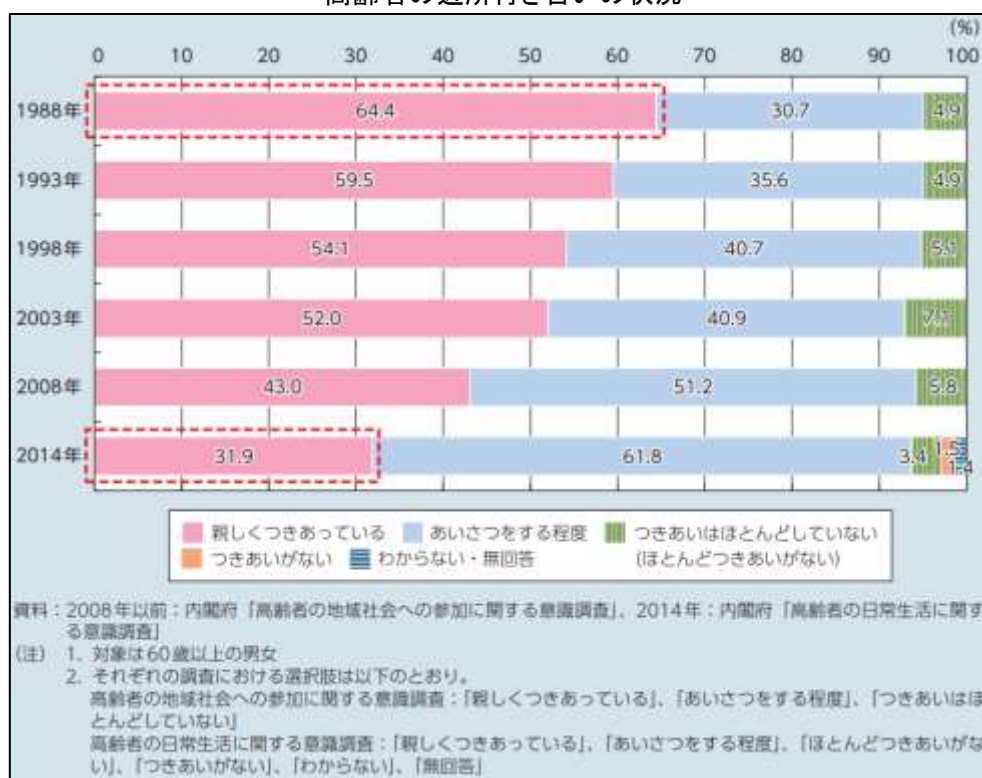 高齢者の近所付き合いの状況
(%)
0 10 20 30 40 50 60 70 80 90 100
1988年 64.4 30.7 4.9
1993年 59.5 35.6 4.9
1998年 54.1 40.7 5.1
2003年 52.0 40.9 7.1
2008年 43.0 51.2 5.8
2014年 31.9 61.8 3.4 1.5 1.4
親しくつきあっている あいさつをする程度 つきあいはほとんどしていない
つきあいがない わからない・無回答 (ほとんどつきあいがない)
資料：2008年以前：内閣府「高齢者の地域社会への参加に関する意識調査」、2014年：内閣府「高齢者の日常生活に関す
る意識調査」
(注) 1. 対象は60歳以上の男女
2. それぞれの調査における選択肢は以下のとおり。
高齢者の地域社会への参加に関する意識調査：「親しくつきあっている」、「あいさつをする程度」、「つきあいはほ
とんどしていない」
高齢者の日常生活に関する意識調査：「親しくつきあっている」、「あいさつをする程度」、「ほとんどつきあいがな
い」、「つきあいがない」、「わからない」、「無回答」